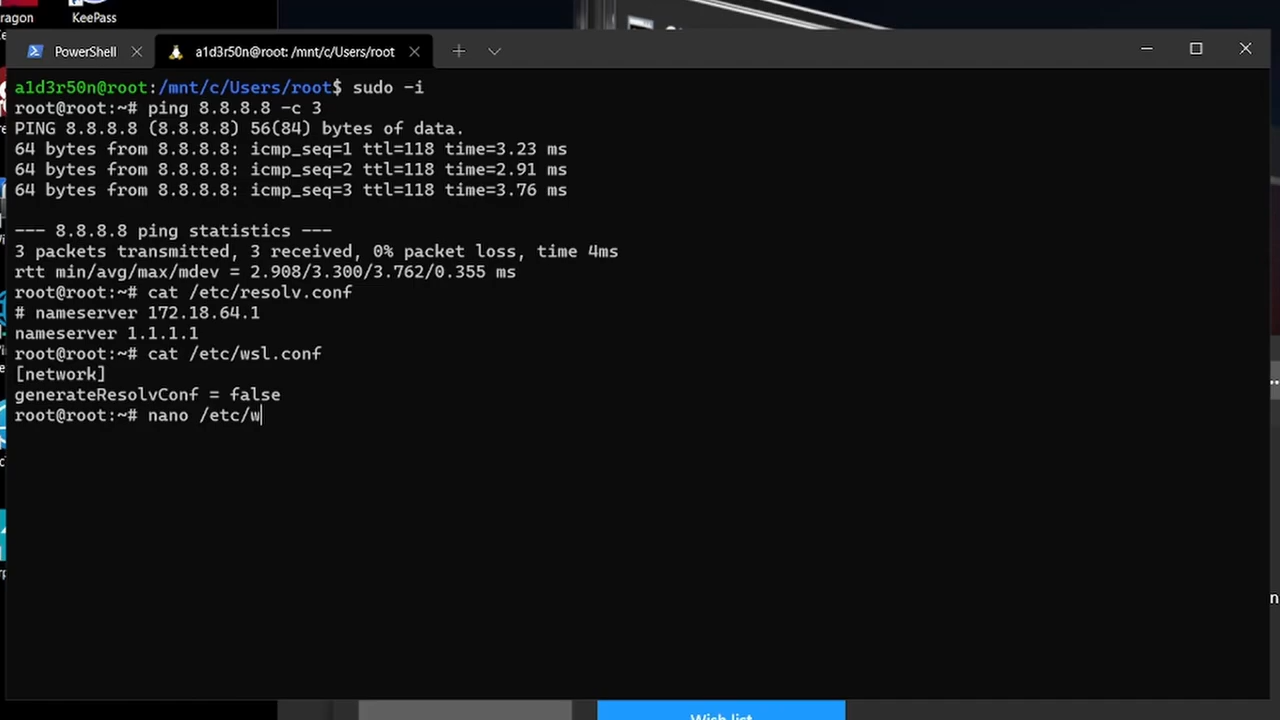 ragon
KeePass
PowerShell
a1d3r50n@root: /mnt/c/Users/root
a1d3r50n@root:/mnt/c/Users/root$ sudo -i
root@root:~# ping 8.8.8.8 -c 3
PING 8.8.8.8 (8.8.8.8) 56(84) bytes of data.
64 bytes from 8.8.8.8: icmp_seq=1 ttl=118 time=3.23 ms
64 bytes from 8.8.8.8: icmp_seq=2 ttl=118 time=2.91 ms
64 bytes from 8.8.8.8: icmp_seq=3 ttl=118 time=3.76 ms
--- 8.8.8.8 ping statistics ---
3 packets transmitted, 3 received, 0% packet loss, time 4ms
rtt min/avg/max/mdev = 2.908/3.300/3.762/0.355 ms
root@root:~# cat /etc/resolv.conf
# nameserver 172.18.64.1
nameserver 1.1.1.1
root@root:~# cat /etc/wsl.conf
[network]
generateResolvConf = false
root@root:~# nano /etc/w
Wish list